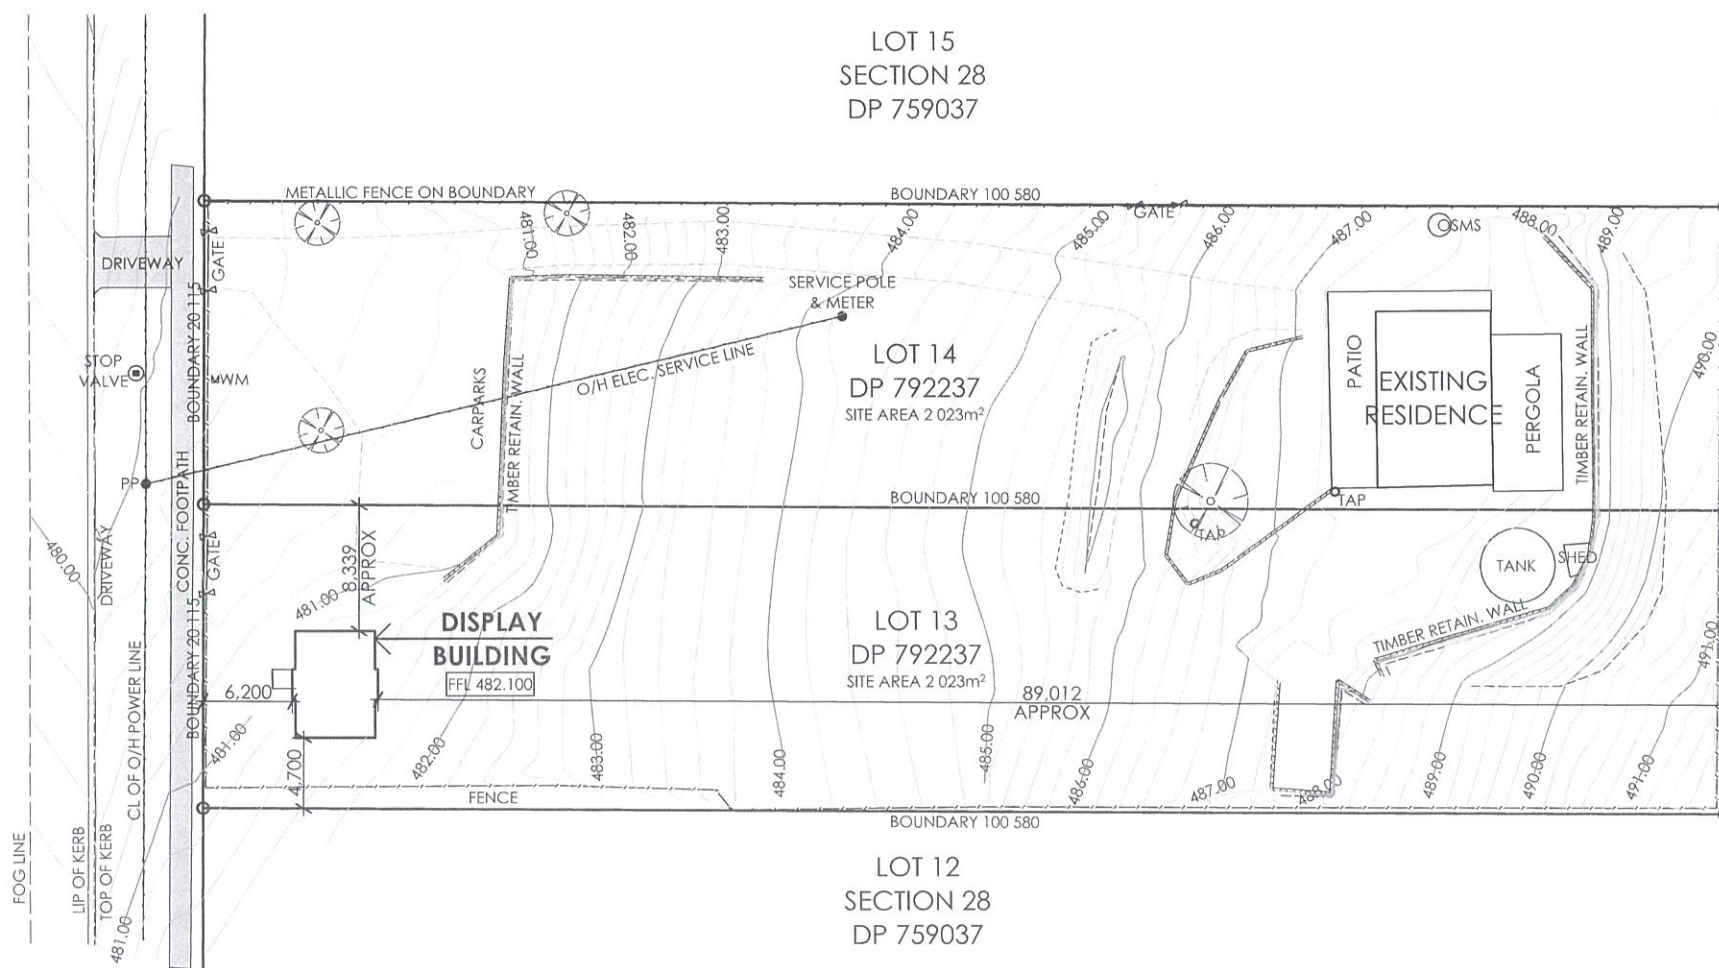 LOT 15
SECTION 28
DP 759037
METALLIC FENCE ON BOUNDARY
BOUNDARY 100 580
GATE
481.00
482.00
483.00
484.00
485.00
486.00
487.00
OSMS
488.00
489.00
DRIVEWAY
GATE
SERVICE POLE
& METER
BOUNDARY 20 115
STOP
VALVE
WM
CARPARKS
TIMBER RETAIN. WALL
O/H ELEC. SERVICE LINE
LOT 14
DP 792237
SITE AREA 2 023m²
PATIO
EXISTING
RESIDENCE
PERGOLA
TIMBER RETAIN. WALL
490.00
PP
CONC. FOOTPATH
BOUNDARY 100 580
TAP
TAP
480.00
DRIVEWAY
GATE
8,339
APPROX
481.00
TANK
SHED
DISPLAY
BUILDING
FFL 482.100
LOT 13
DP 792237
SITE AREA 2 023m²
TIMBER RETAIN. WALL
491.00
6,200
89,012
APPROX
BOUNDARY 20 115
CL OF O/H POWER LINE
481.00
4,700
482.00
483.00
484.00
485.00
486.00
487.00
488.00
489.00
490.00
491.00
FENCE
BOUNDARY 100 580
FOG LINE
LIP OF KERB
TOP OF KERB
481.00
LOT 12
SECTION 28
DP 759037